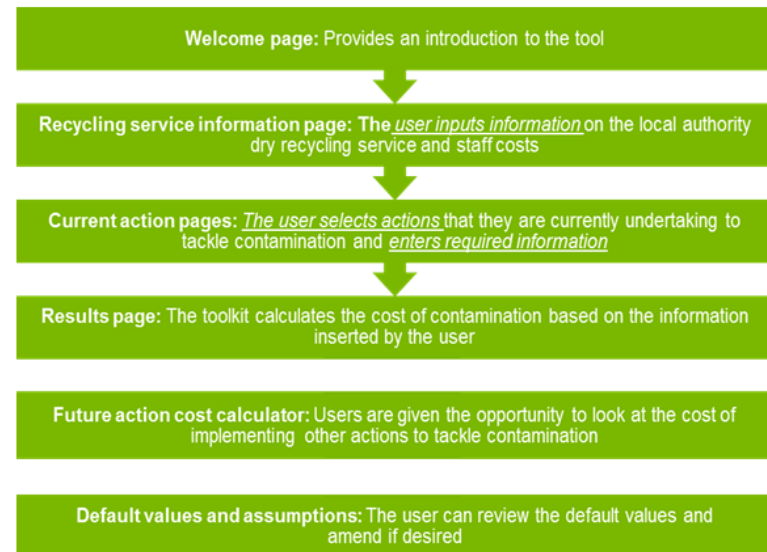 Welcome page: Provides an introduction to the tool
Recycling service information page: The user inputs information on the local authority
dry recycling service and staff costs
Current action pages: The user selects actions that they are currently undertaking to
tackle contamination and enters required information
Results page: The toolkit calculates the cost of contamination based on the information
inserted by the user
Future action cost calculator: Users are given the opportunity to look at the cost of
implementing other actions to tackle contamination
Default values and assumptions: The user can review the default values and
amend if desired